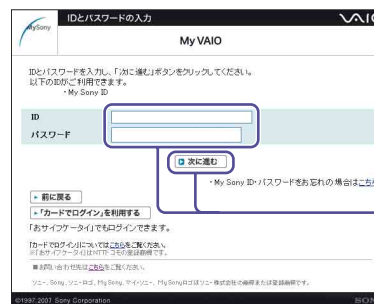 IDとパスワードの入力
VAIO
MySony
My VAIO
IDとパスワードを入力し、「次に進む」ボタンをクリックしてください。
以下のIDがご利用できます。
・My Sony ID
ID
パスワード
次に進む
・My Sony ID・パスワードをお忘れの場合はこちら
前に戻る
「カードでログイン」を利用する
「おサイフケータイ」でもログインできます。
「カードでログイン」についてはこちらをご覧ください。
※「おサイフケータイ」はNTTドコモの登録商標です。
■お問い合わせ先はこちらをご覧ください。
ソニー、Sony、ソニーロゴ、My Sony、マイ・ソニー、My Sonyロゴはソニー株式会社の商標または登録商標です。
©1997,2007 Sony Corporation
SON